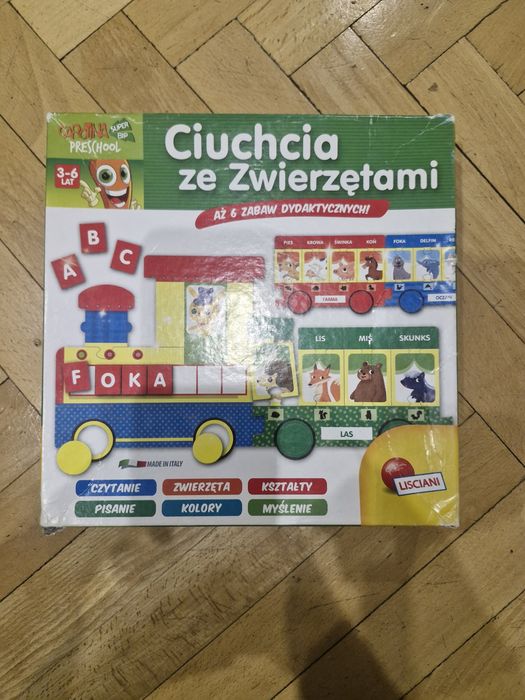 CAROTINA
SUPER
BIP
PRESCHOOL
3-6
LAT
Ciuchcia
ze Zwierzętami
AŻ 6 ZABAW DYDAKTYCZNYCH!
A B C
PIES KROWA ŚWINKA KOŃ FOKA DELFIN
FARMA
LIS MIŚ SKUNKS
FOKA
LAS
MADE IN ITALY
CZYTANIE ZWIERZĘTA KSZTAŁTY
PISANIE KOLORY MYŚLENIE
LISCIANI